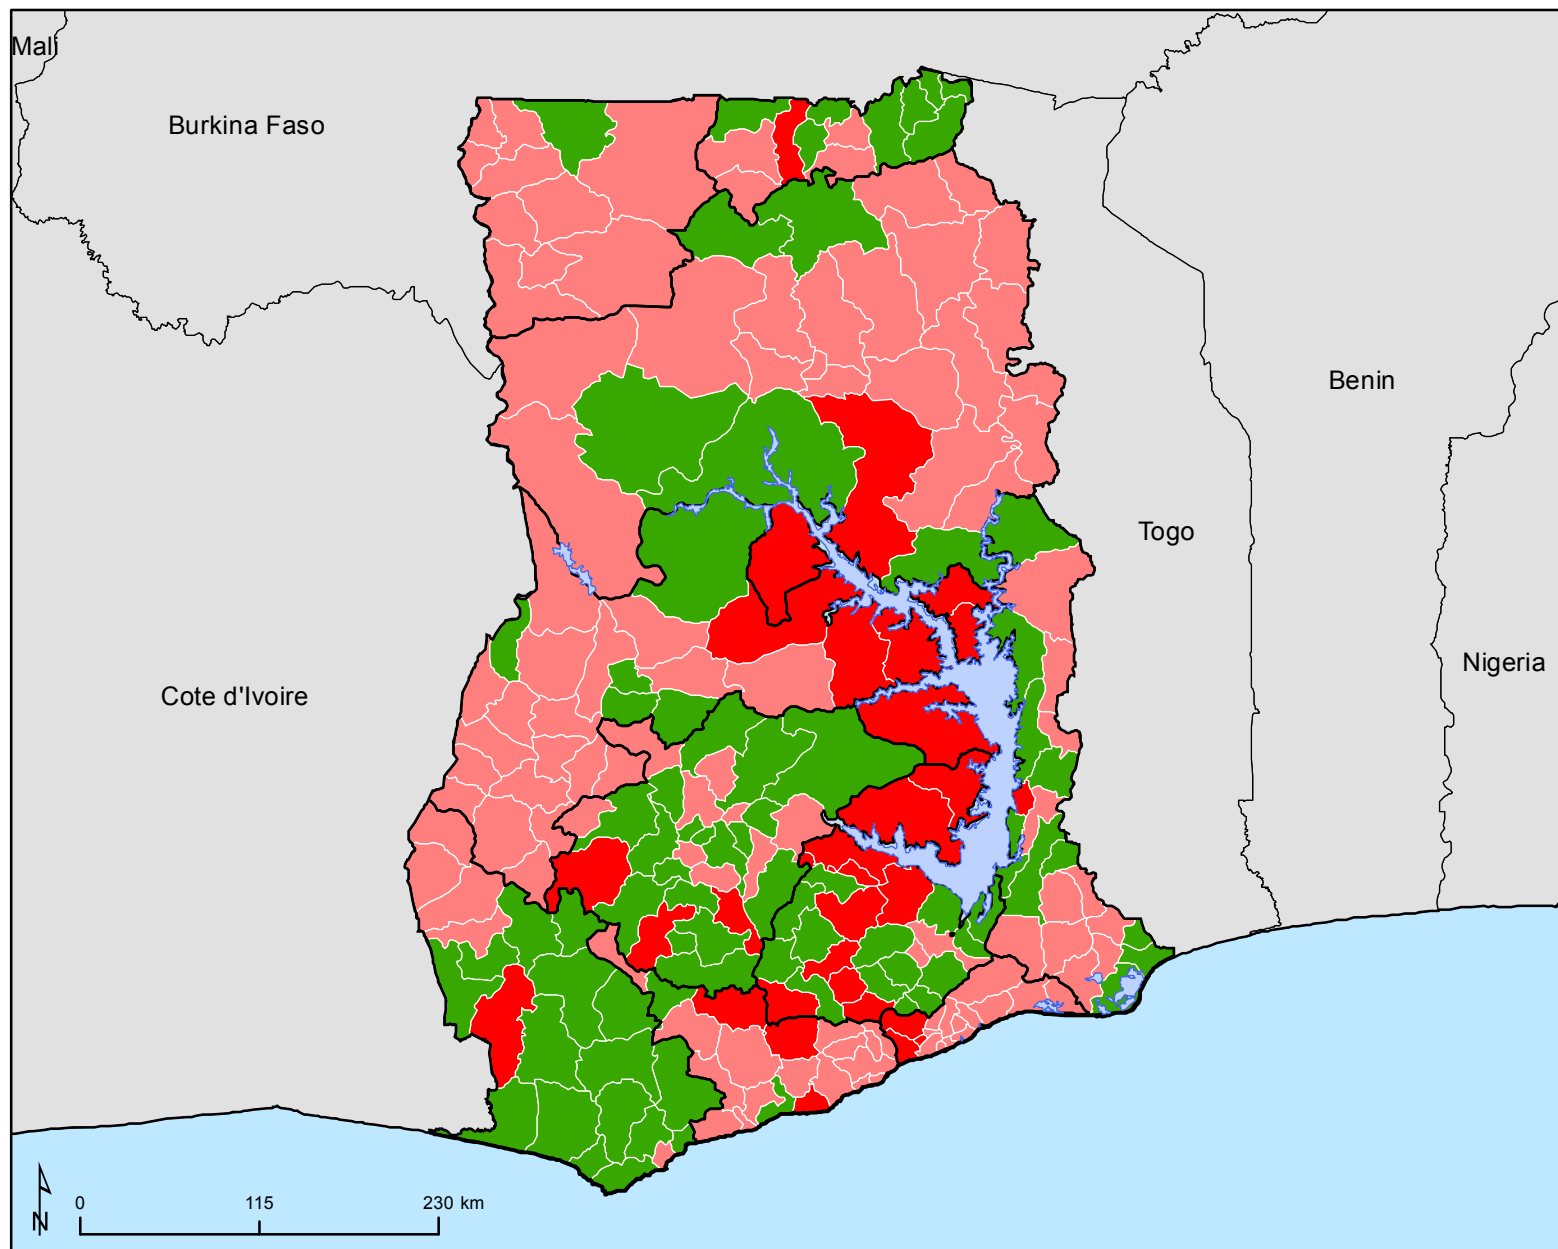 Mali
Burkina Faso
Benin
Togo
Nigeria
Cote d'Ivoire
0 115 230 km
N